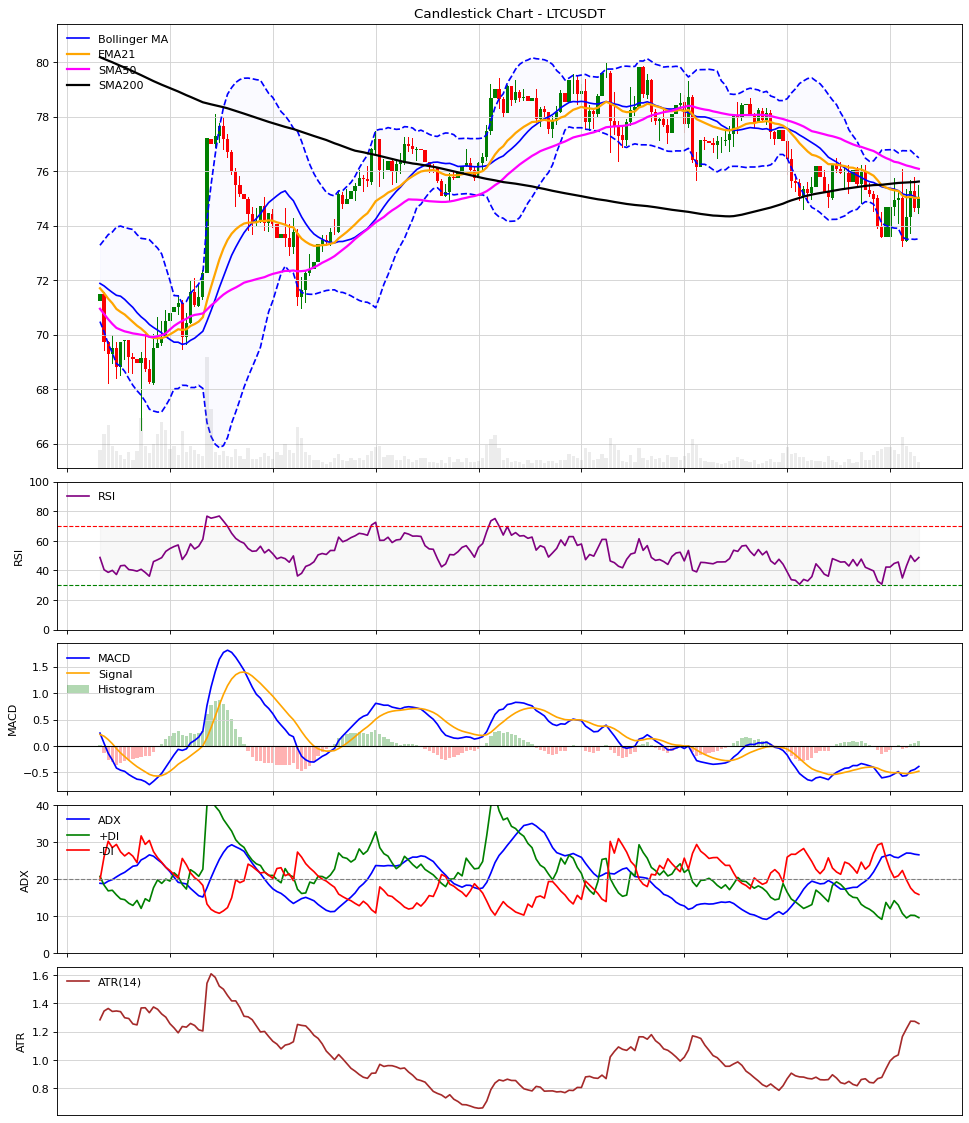 Candlestick Chart - LTCUSDT
Bollinger MA
EMA21
SMA50
SMA200
80
78
76
74
72
70
68
66
RSI
100
80
60
40
20
0
RSI
MACD
Signal
Histogram
1.5
1.0
0.5
0.0
−0.5
MACD
ADX
+DI
-DI
40
30
20
10
0
ADX
ATR(14)
1.6
1.4
1.2
1.0
0.8
ATR